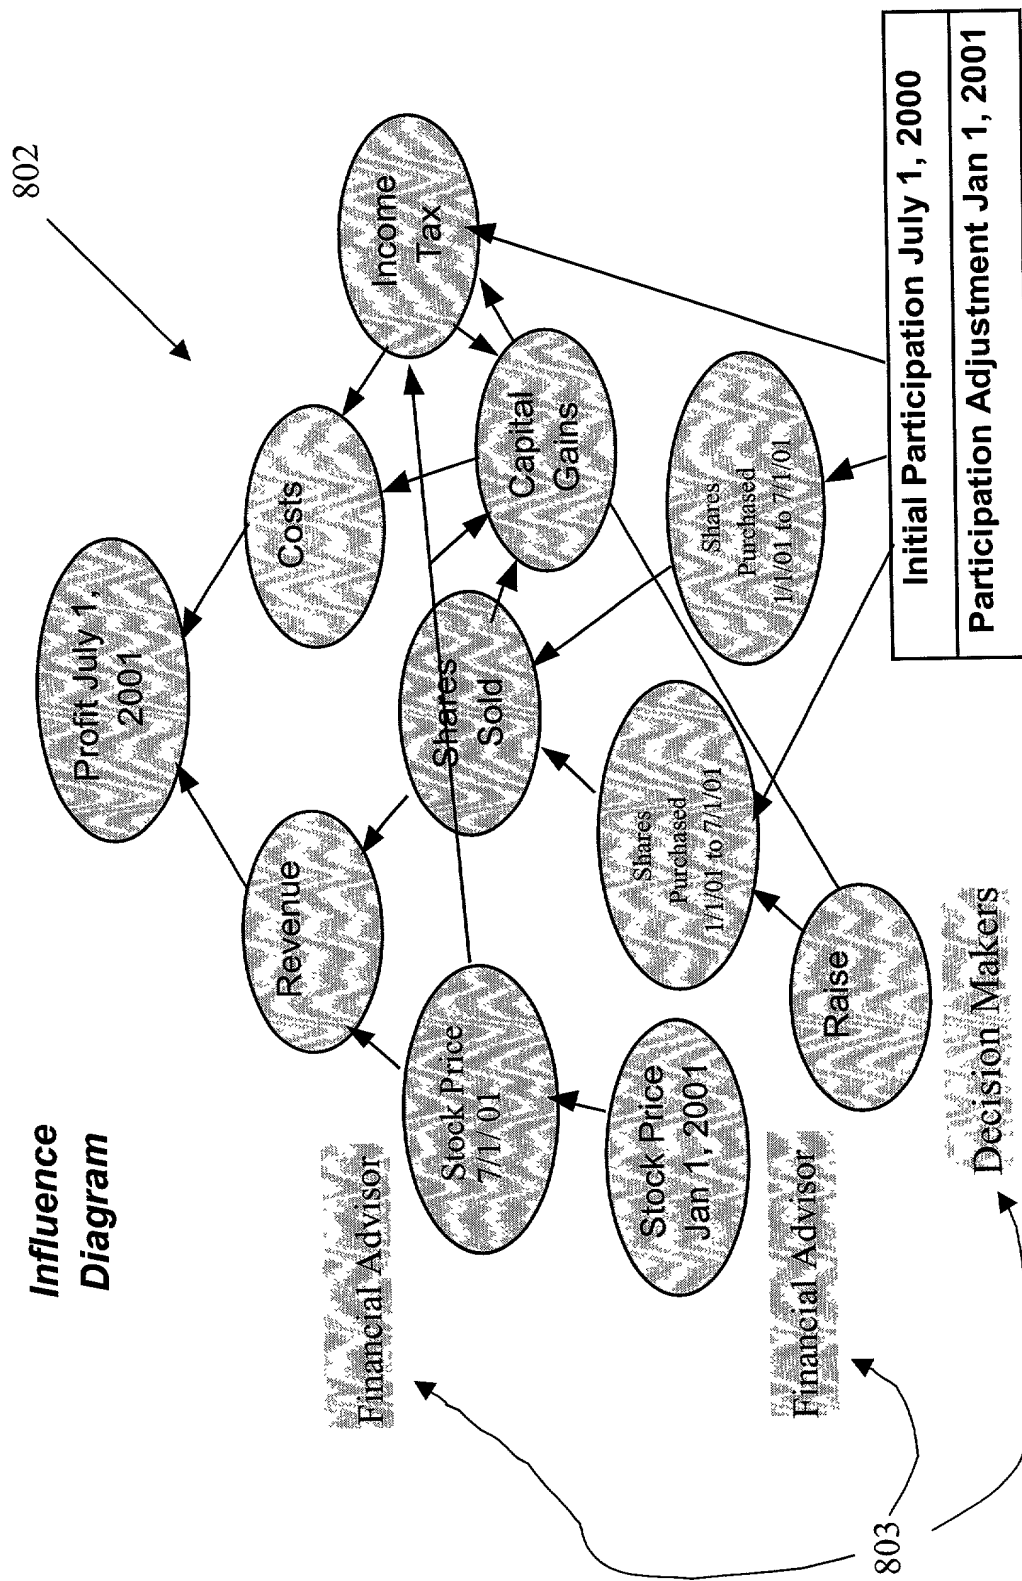 Influence
Diagram
802
Profit July 1,
2001
Revenue
Costs
Financial Advisor
Stock Price
7/1/ 01
Shares
Sold
Income
Tax
Capital
Gains
Stock Price
Jan 1, 2001
Shares
Purchased
1/1/01 to 7/1/01
Shares
Purchased
1/1/01 to 7/1/01
Financial Advisor
Raise
803
Decision Makers
Initial Participation July 1, 2000
Participation Adjustment Jan 1, 2001